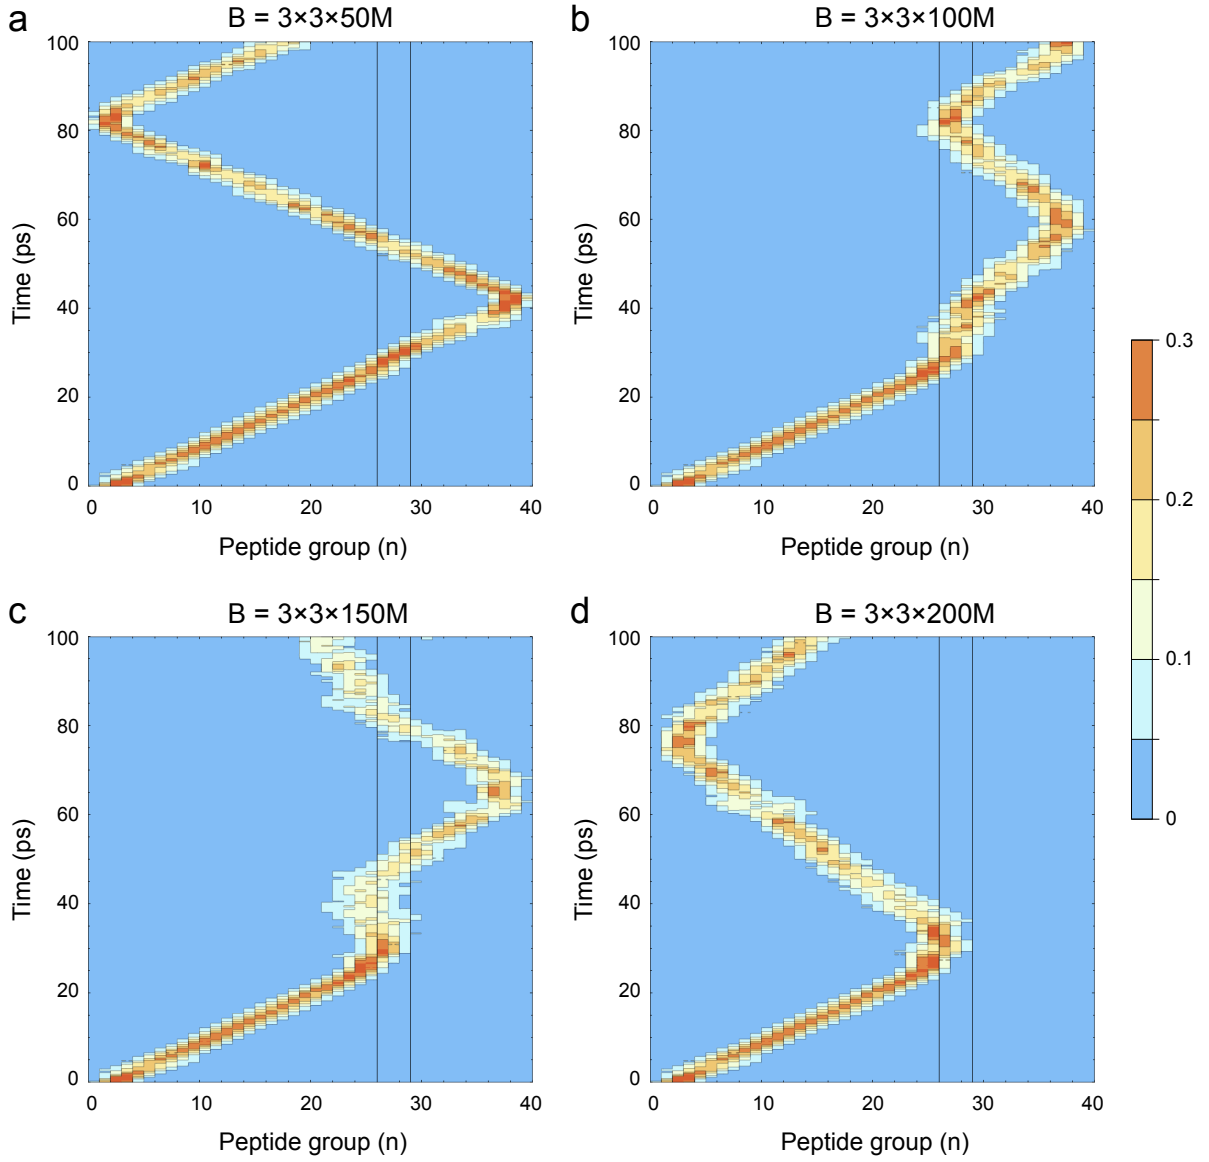 a
B = 3×3×50M
b
B = 3×3×100M
100
80
60
40
20
0
Time (ps)
0 10 20 30 40
Peptide group (n)
100
80
60
40
20
0
Time (ps)
0 10 20 30 40
Peptide group (n)
0.3
0.2
0.1
0
c
B = 3×3×150M
d
B = 3×3×200M
100
80
60
40
20
0
Time (ps)
0 10 20 30 40
Peptide group (n)
100
80
60
40
20
0
Time (ps)
0 10 20 30 40
Peptide group (n)